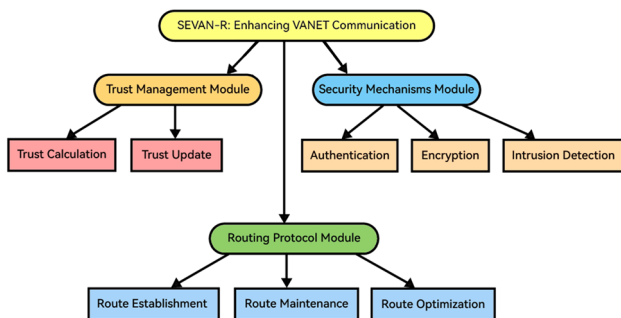 SEVAN-R: Enhancing VANET Communication
Trust Management Module
Security Mechanisms Module
Trust Calculation
Trust Update
Authentication
Encryption
Intrusion Detection
Routing Protocol Module
Route Establishment
Route Maintenance
Route Optimization